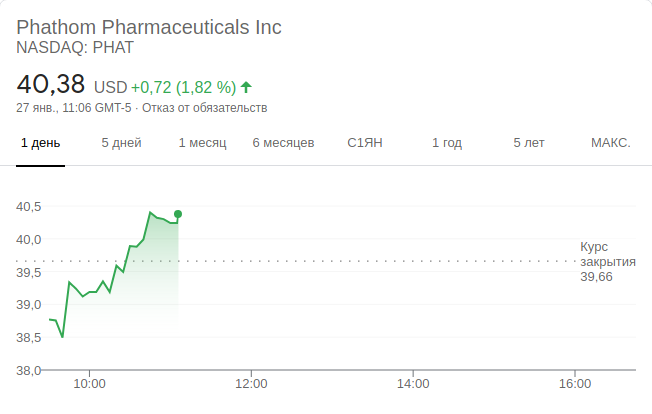 Phathom Pharmaceuticals Inc
NASDAQ: PHAT
40,38 USD +0,72 (1,82 %)
27 янв., 11:06 GMT-5 · Отказ от обязательств
1 день 5 дней 1 месяц 6 месяцев С1ЯН 1 год 5 лет МАКС.
40,5
40,0
Курс
закрытия
39,66
39,5
39,0
38,5
38,0
10:00 12:00 14:00 16:00